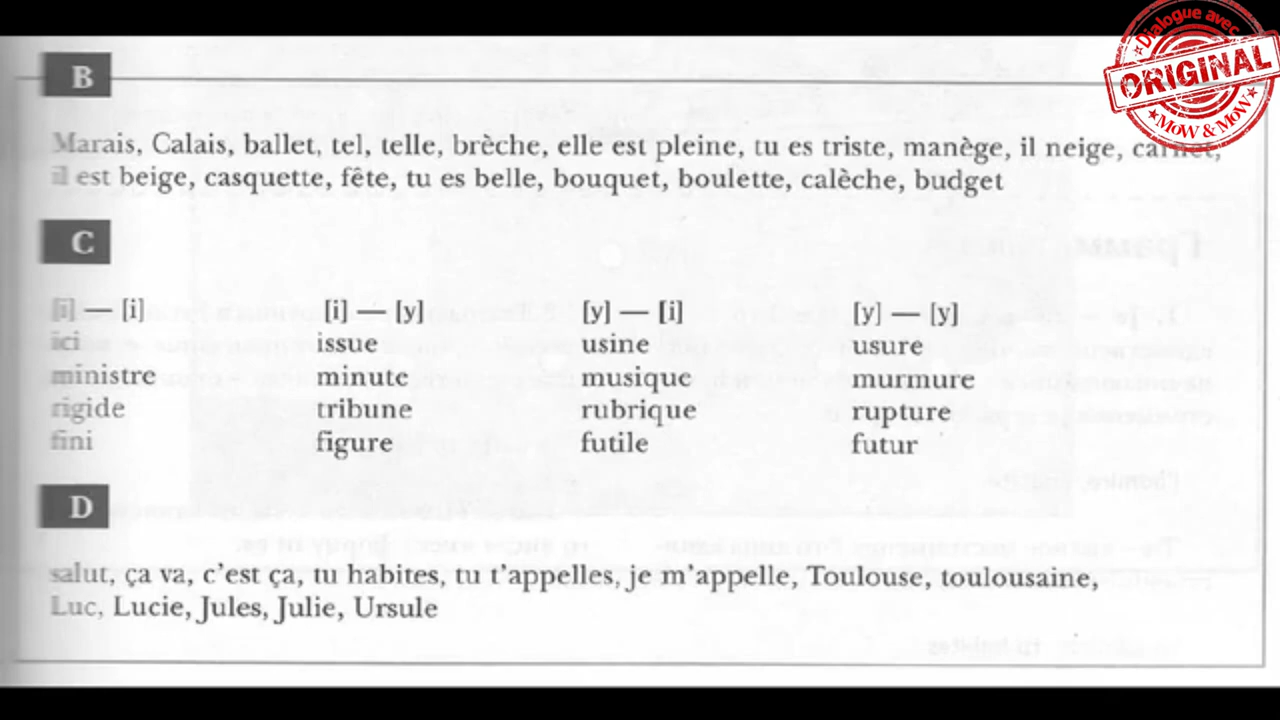 Dialogue avec
ORIGINAL
MoW & MoW
B
Marais, Calais, ballet, tel, telle, brèche, elle est pleine, tu es triste, manège, il neige, carnet,
il est beige, casquette, fête, tu es belle, bouquet, boulette, calèche, budget
C
[i] — [i] [i] — [y] [y] — [i] [y] — [y]
ici issue usine usure
ministre minute musique murmure
rigide tribune rubrique rupture
fini figure futile futur
D
salut, ça va, c'est ça, tu habites, tu t'appelles, je m'appelle, Toulouse, toulousaine,
Luc, Lucie, Jules, Julie, Ursule